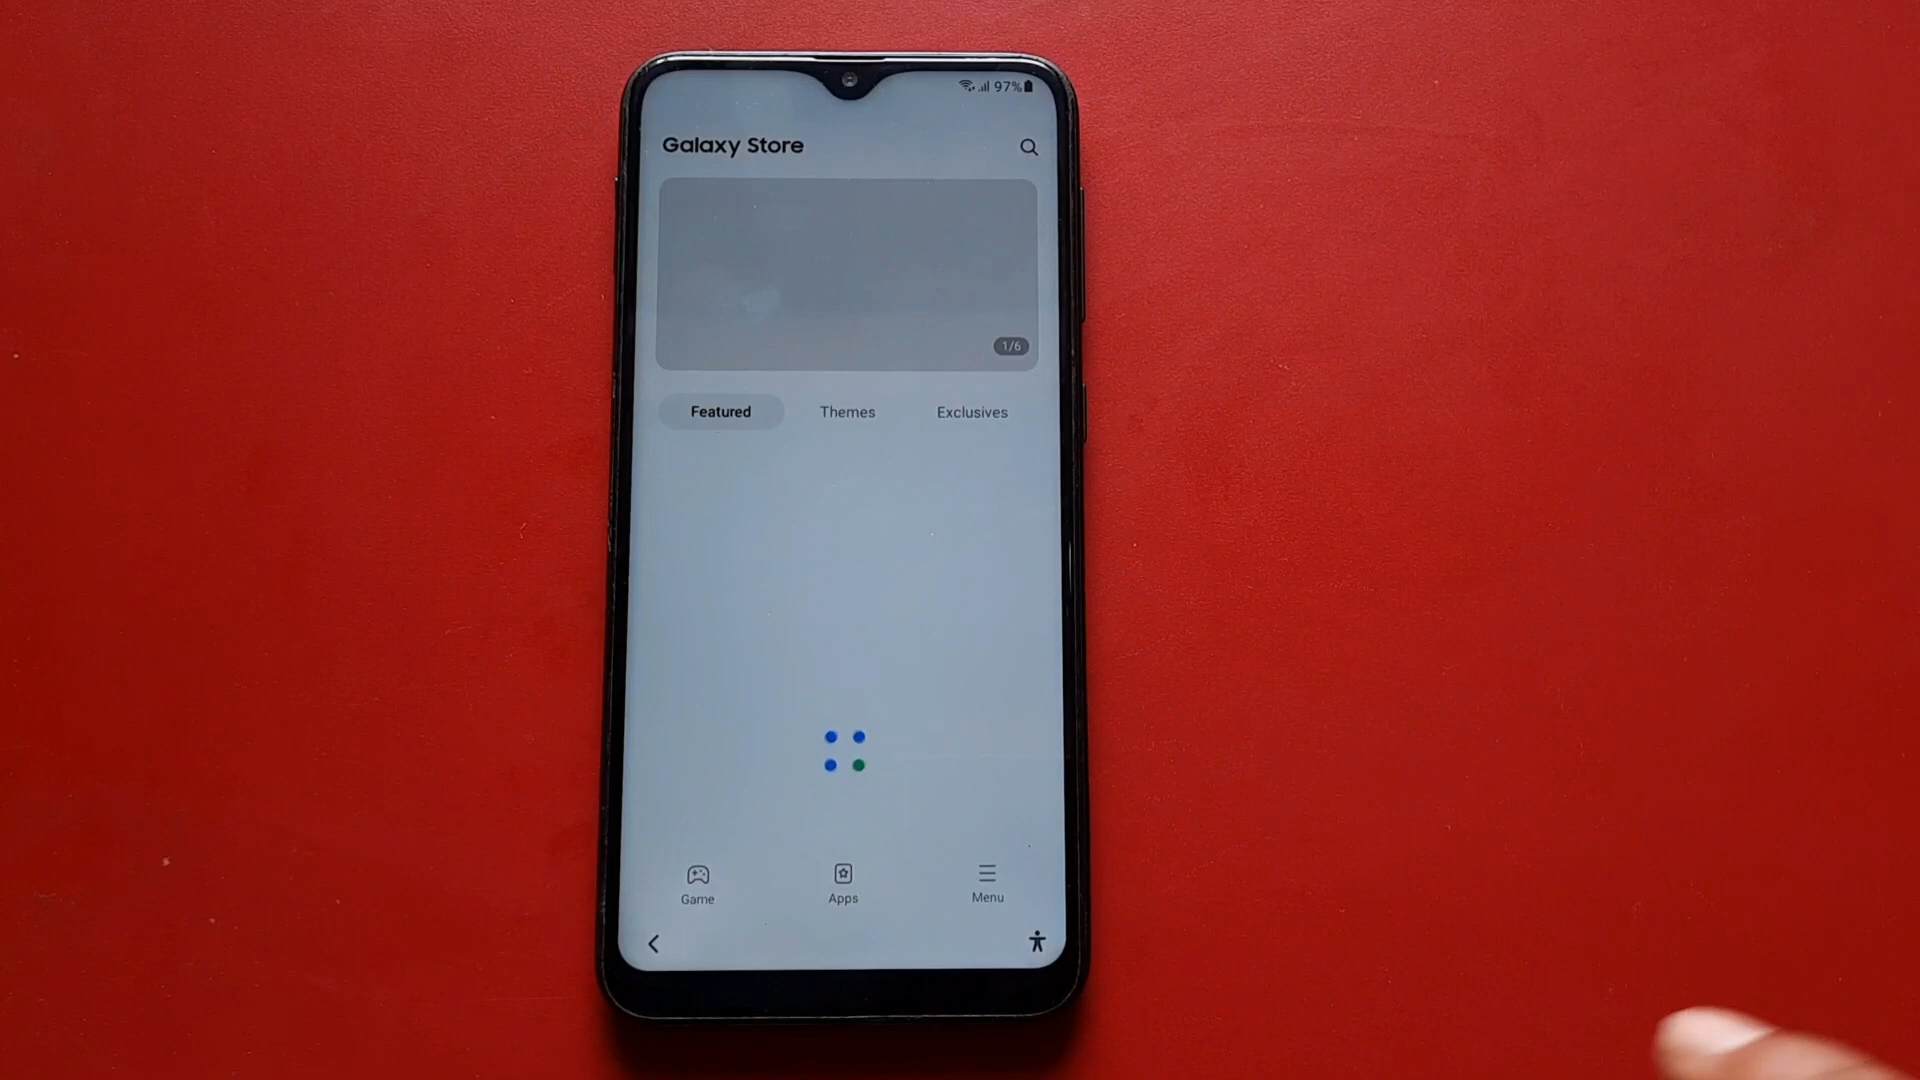 97%
Galaxy Store
1/6
Featured Themes Exclusives
Game Apps Menu